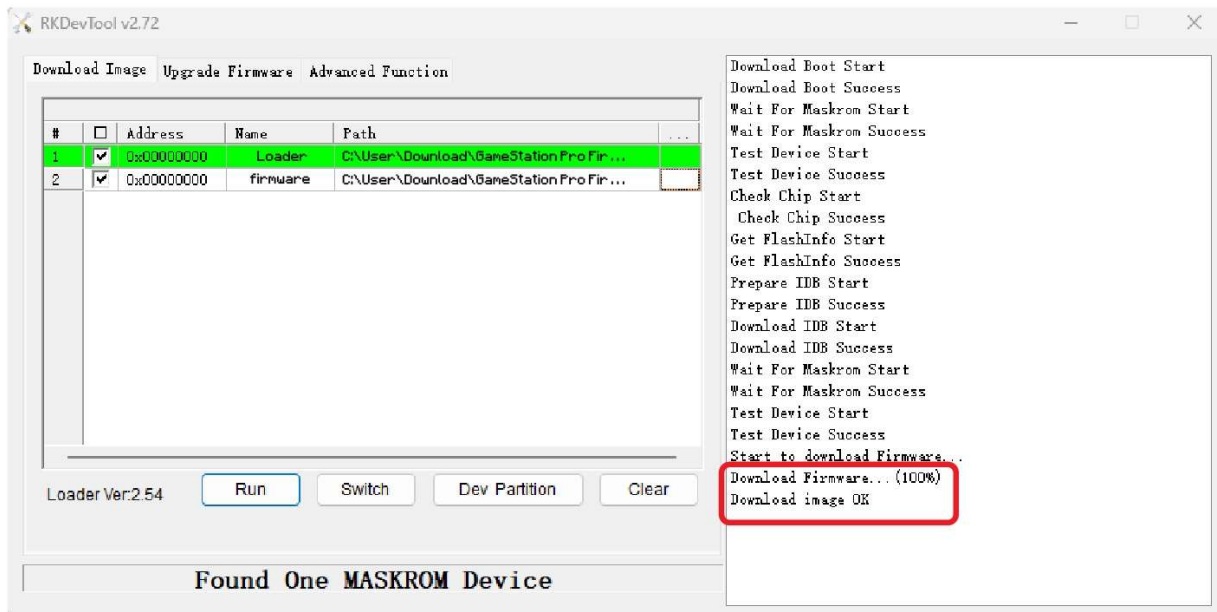 RKDevTool v2.72
Download Image Upgrade Firmware Advanced Function
# Address Name Path ...
1 0x00000000 Loader C:\User\Download\GameStation Pro Fir...
2 0x00000000 firmware C:\User\Download\GameStation Pro Fir...
Loader Ver:2.54 Run Switch Dev Partition Clear
Found One MASKROM Device
Download Boot Start
Download Boot Success
Wait For Maskrom Start
Wait For Maskrom Success
Test Device Start
Test Device Success
Check Chip Start
Check Chip Success
Get FlashInfo Start
Get FlashInfo Success
Prepare IDB Start
Prepare IDB Success
Download IDB Start
Download IDB Success
Wait For Maskrom Start
Wait For Maskrom Success
Test Device Start
Test Device Success
Start to download Firmware...
Download Firmware...(100%)
Download image OK